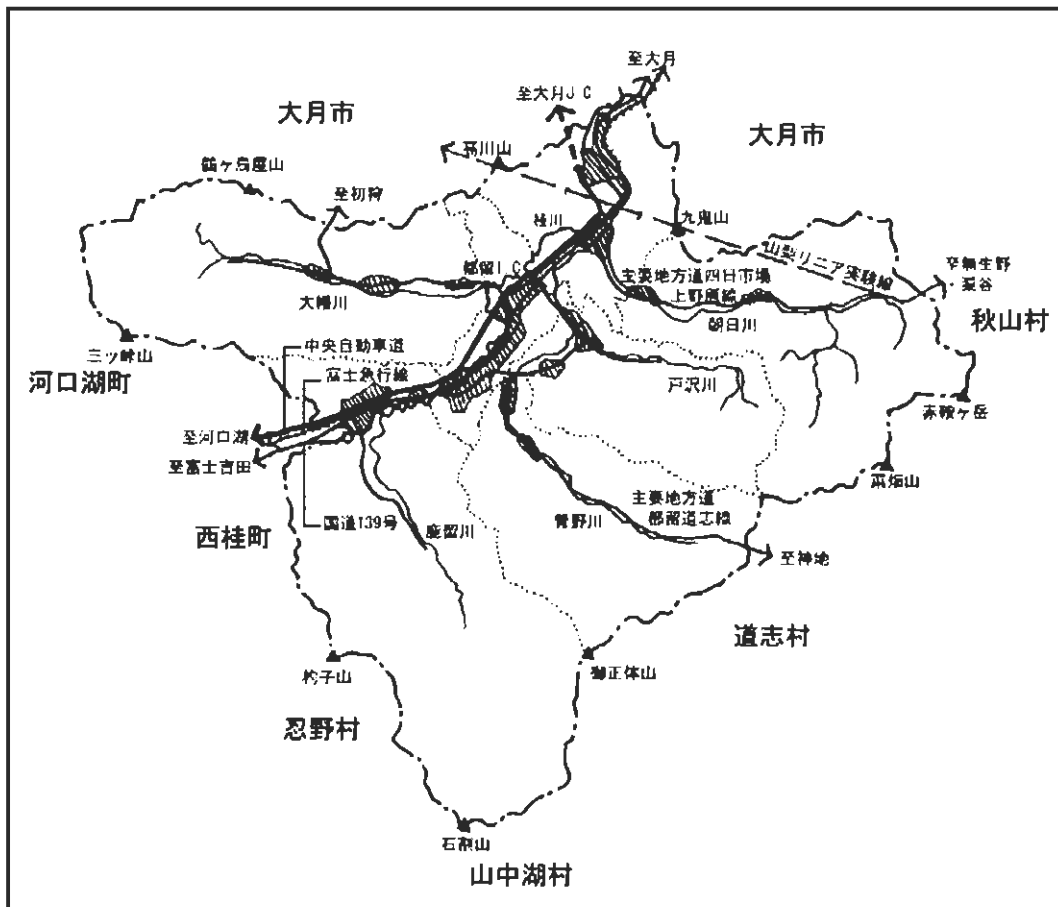 至大月
至大月JC
大月市
大月市
高川山
鶴ヶ鳥屋山
至初狩
桂川
九鬼山
都留I.C
山梨リニア実験線
主要地方道四日市場
上野原線
大幡川
朝日川
秋山村
三ツ峠山
中央自動車道
河口湖町
富士急行線
戸沢川
赤鞍ヶ岳
至河口湖
至富士吉田
主要地方道
都留道志線
菅野川
西桂町
国道139号
鹿留川
至神地
道志村
杓子山
御正体山
忍野村
石割山
山中湖村